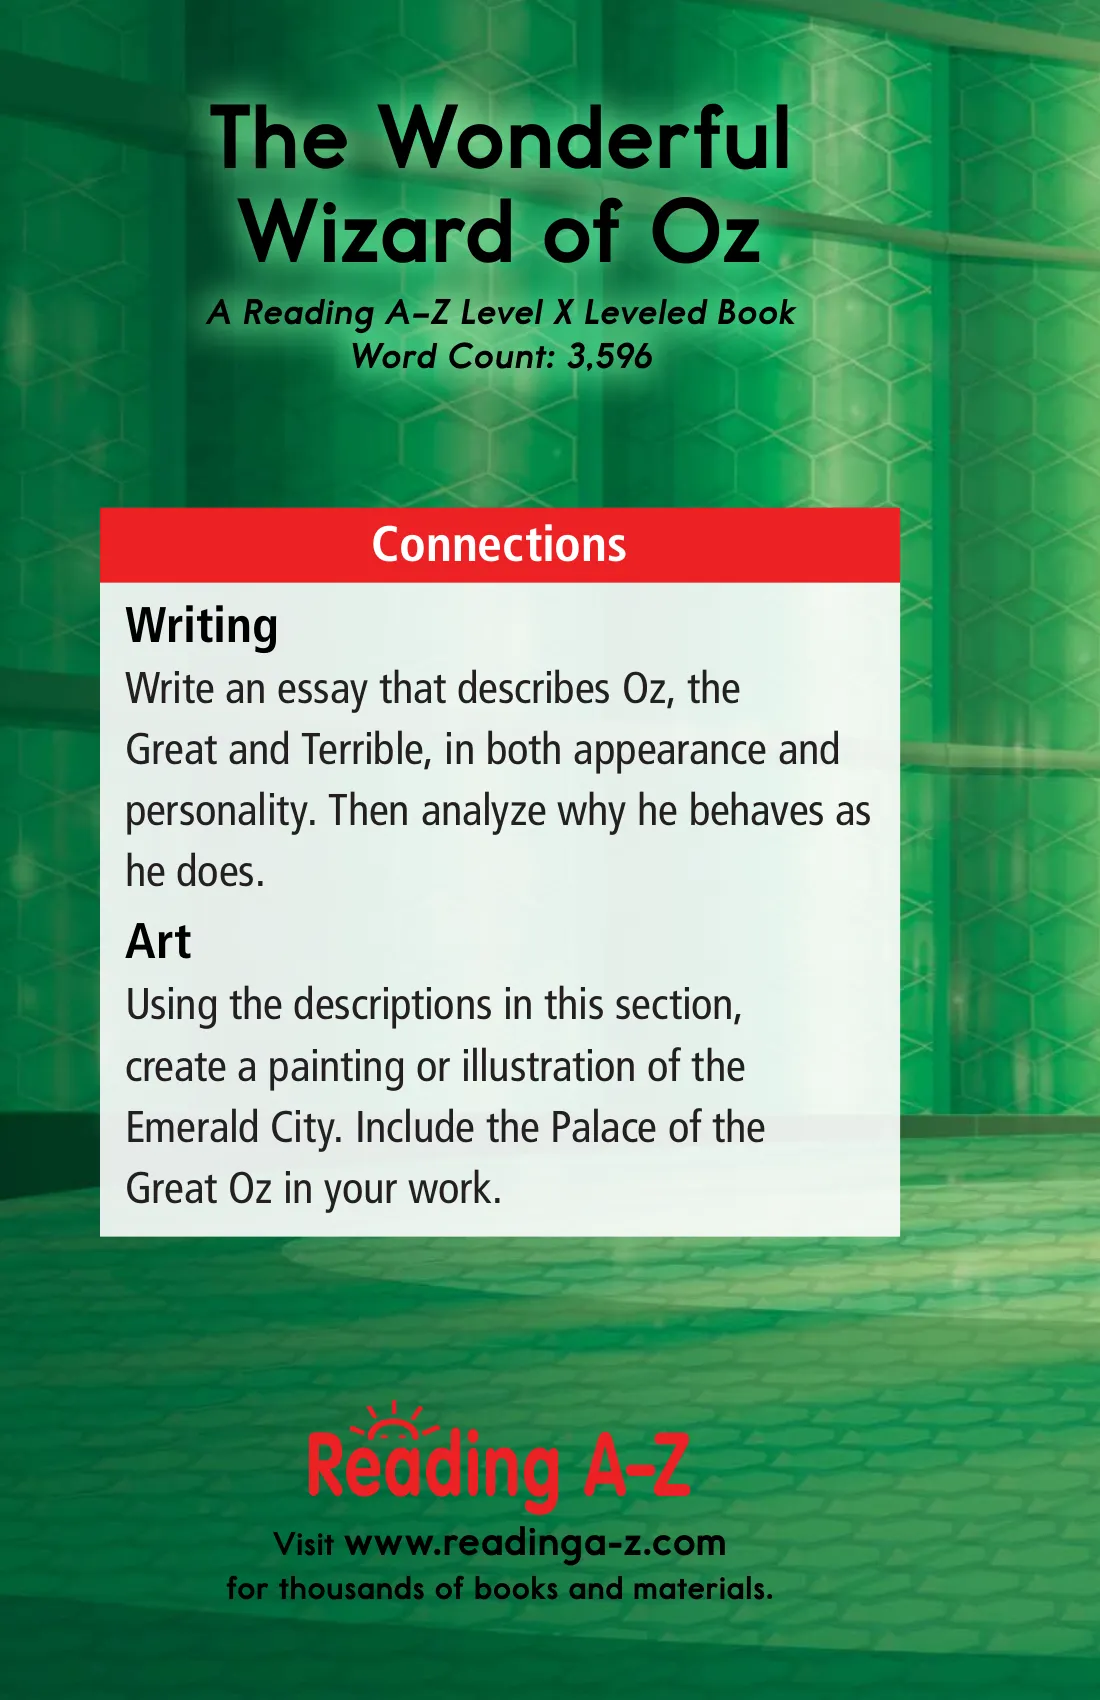 The Wonderful
Wizard of Oz
A Reading A–Z Level X Leveled Book
Word Count: 3,596
Connections
Writing
Write an essay that describes Oz, the
Great and Terrible, in both appearance and
personality. Then analyze why he behaves as
he does.
Art
Using the descriptions in this section,
create a painting or illustration of the
Emerald City. Include the Palace of the
Great Oz in your work.
Reading A–Z
Visit www.readinga-z.com
for thousands of books and materials.